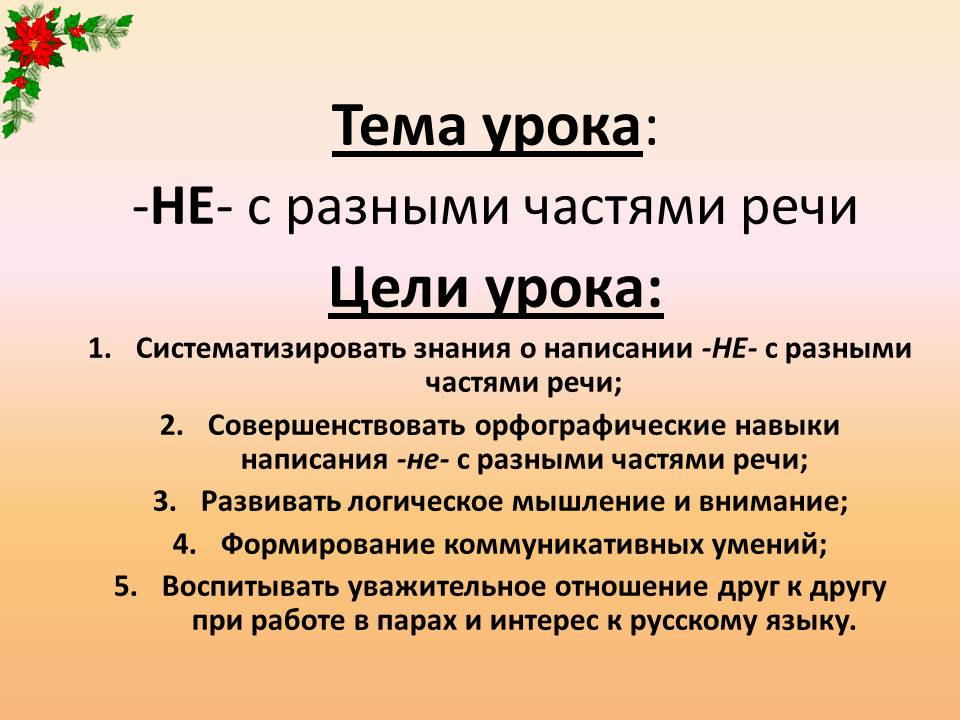 Тема урока:
-НЕ- с разными частями речи
Цели урока:
1. Систематизировать знания о написании -НЕ- с разными
частями речи;
2. Совершенствовать орфографические навыки
написания -не- с разными частями речи;
3. Развивать логическое мышление и внимание;
4. Формирование коммуникативных умений;
5. Воспитывать уважительное отношение друг к другу
при работе в парах и интерес к русскому языку.